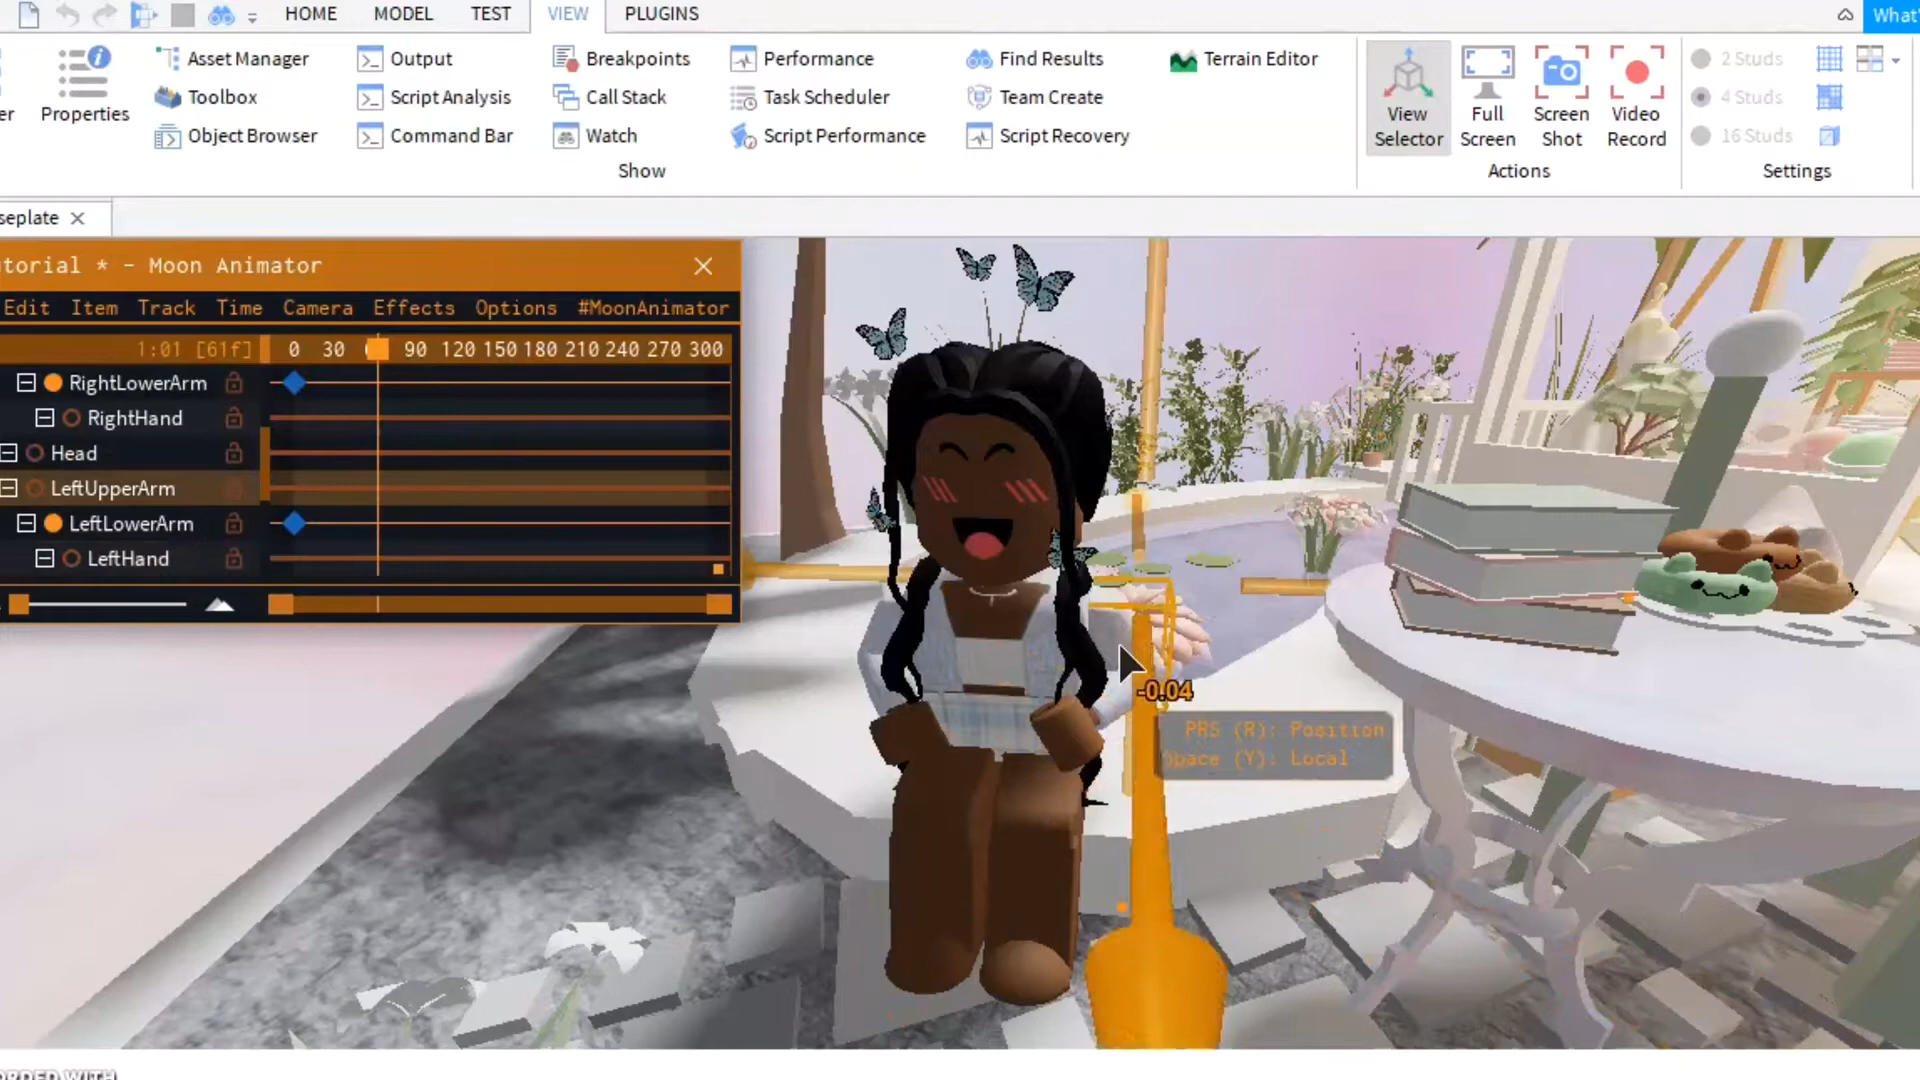 HOME MODEL TEST VIEW PLUGINS
What'
Asset Manager Output Breakpoints Performance Find Results Terrain Editor
Toolbox Script Analysis Call Stack Task Scheduler Team Create
Object Browser Command Bar Watch Script Performance Script Recovery
er Properties
View Selector
Full Screen
Screen Shot
Video Record
2 Studs
4 Studs
16 Studs
Show Actions Settings
seplate
torial * - Moon Animator
Edit Item Track Time Camera Effects Options #MoonAnimator
1:01 [61f] 0 30 90 120 150 180 210 240 270 300
RightLowerArm
RightHand
Head
LeftUpperArm
LeftLowerArm
LeftHand
-0.04
PRS (R): Position
Space (Y): Local
ORDED WITH